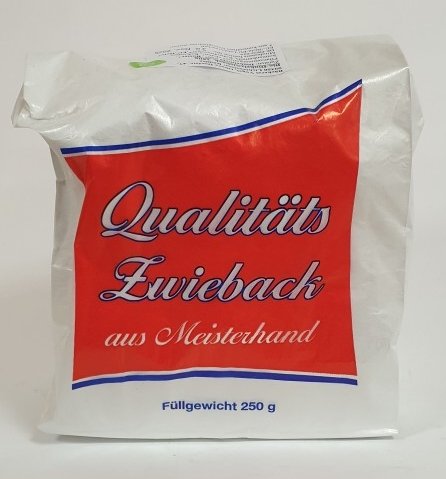 Qualitäts
Zwieback
aus Meisterhand
Füllgewicht 250 g